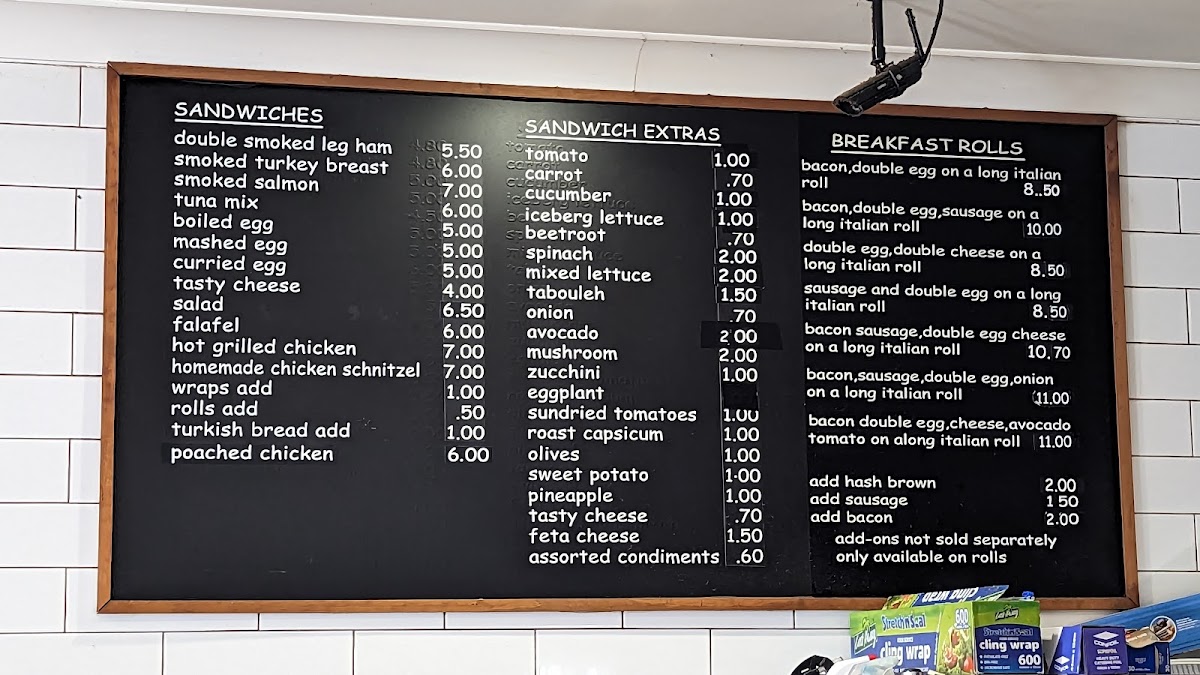 SANDWICHES
double smoked leg ham 5.50
smoked turkey breast 6.00
smoked salmon 7.00
tuna mix 6.00
boiled egg 5.00
mashed egg 5.00
curried egg 5.00
tasty cheese 4.00
salad 6.50
falafel 6.00
hot grilled chicken 7.00
homemade chicken schnitzel 7.00
wraps add 1.00
rolls add .50
turkish bread add 1.00
poached chicken 6.00
SANDWICH EXTRAS
tomato 1.00
carrot .70
cucumber 1.00
iceberg lettuce 1.00
beetroot .70
spinach 2.00
mixed lettuce 2.00
tabouleh 1.50
onion .70
avocado 2 00
mushroom 2.00
zucchini 1.00
eggplant
sundried tomatoes 1.00
roast capsicum 1.00
olives 1.00
sweet potato 1.00
pineapple 1.00
tasty cheese .70
feta cheese 1.50
assorted condiments .60
BREAKFAST ROLLS
bacon,double egg on a long italian
roll 8..50
bacon,double egg,sausage on a
long italian roll 10.00
double egg,double cheese on a
long italian roll 8.50
sausage and double egg on a long
italian roll 8.50
bacon sausage,double egg cheese
on a long italian roll 10.70
bacon,sausage,double egg,onion
on a long italian roll 11.00
bacon double egg,cheese,avocado
tomato on along italian roll 11.00
add hash brown 2.00
add sausage 1 50
add bacon 2.00
add-ons not sold separately
only available on rolls
cling wrap
600
Stretch'n'Seal
cling wrap
Stretch'n'Seal
cling wrap
600